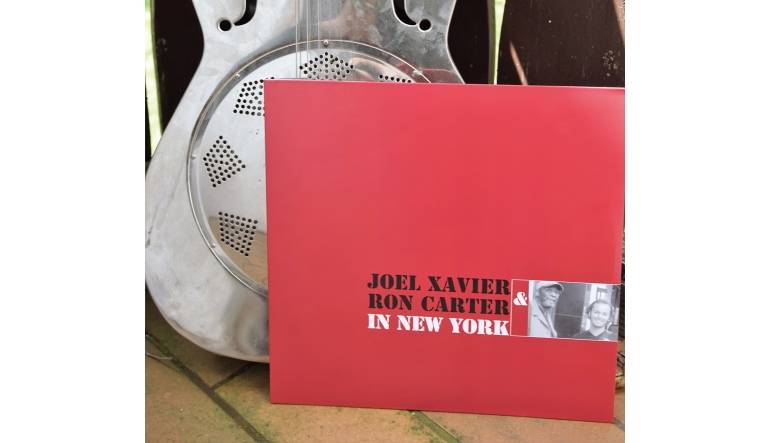 JOEL XAVIER
&
RON CARTER
IN NEW YORK